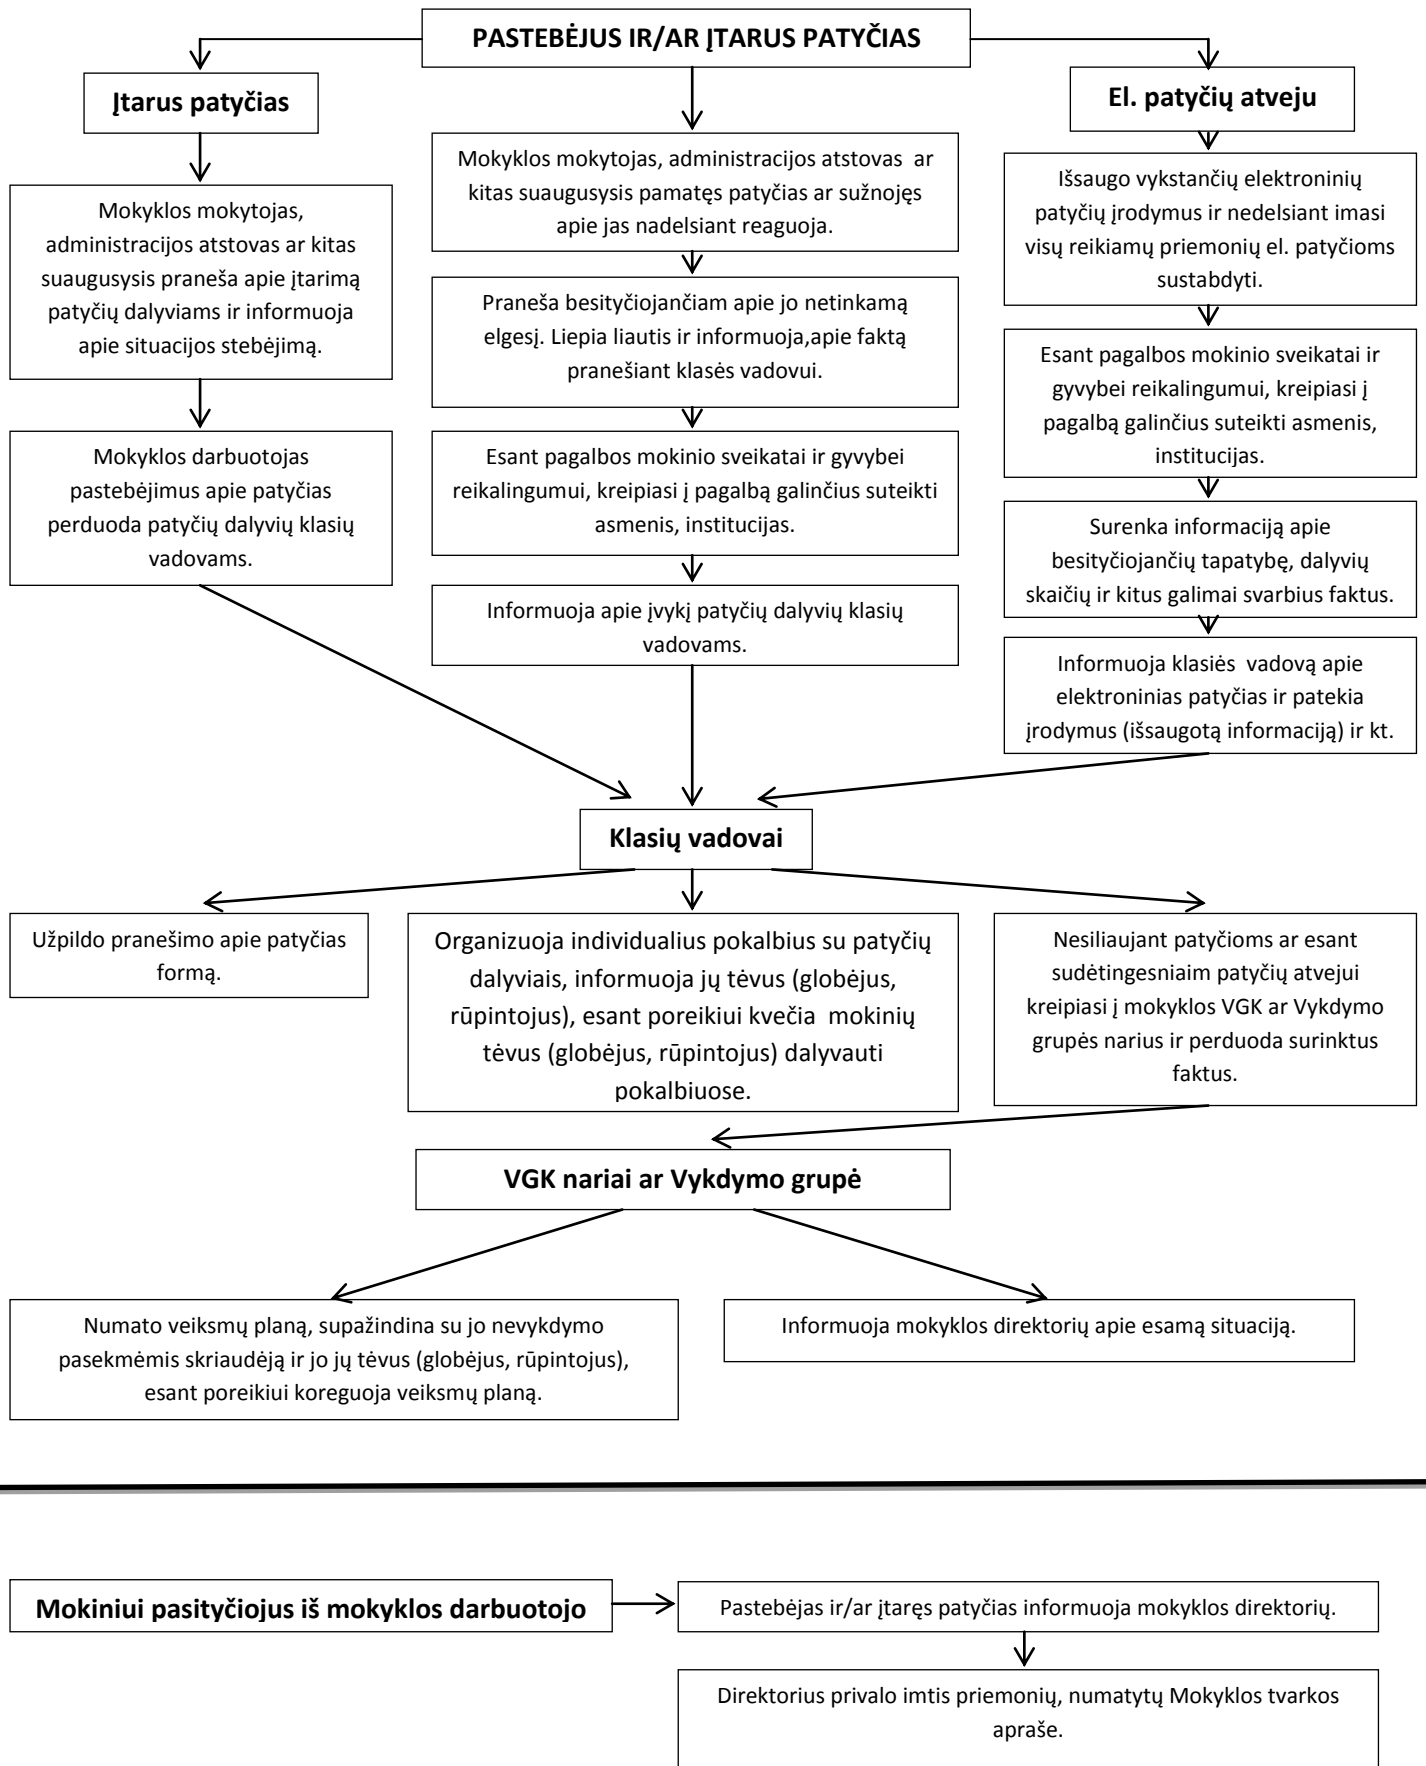 PASTEBĖJUS IR/AR ĮTARUS PATYČIAS
Įtarus patyčias
Mokyklos mokytojas,
administracijos atstovas ar kitas
suaugusysis praneša apie įtarimą
patyčių dalyviams ir informuoja
apie situacijos stebėjimą.
Mokyklos darbuotojas
pastebėjimus apie patyčias
perduoda patyčių dalyvių klasių
vadovams.
Mokyklos mokytojas, administracijos atstovas ar
kitas suaugusysis pamatęs patyčias ar sužnojęs
apie jas nadelsiant reaguoja.
Praneša besityčiojančiam apie jo netinkamą
elgesį. Liepia liautis ir informuoja,apie faktą
pranešiant klasės vadovui.
Esant pagalbos mokinio sveikatai ir gyvybei
reikalingumui, kreipiasi į pagalbą galinčius suteikti
asmenis, institucijas.
Informuoja apie įvykį patyčių dalyvių klasių
vadovams.
El. patyčių atveju
Išsaugo vykstančių elektroninių
patyčių įrodymus ir nedelsiant imasi
visų reikiamų priemonių el. patyčioms
sustabdyti.
Esant pagalbos mokinio sveikatai ir
gyvybei reikalingumui, kreipiasi į
pagalbą galinčius suteikti asmenis,
institucijas.
Surenka informaciją apie
besityčiojančių tapatybę, dalyvių
skaičių ir kitus galimai svarbius faktus.
Informuoja klasiės vadovą apie
elektroninias patyčias ir patekia
įrodymus (išsaugotą informaciją) ir kt.
Klasių vadovai
Užpildo pranešimo apie patyčias
formą.
Organizuoja individualius pokalbius su patyčių
dalyviais, informuoja jų tėvus (globėjus,
rūpintojus), esant poreikiui kvečia mokinių
tėvus (globėjus, rūpintojus) dalyvauti
pokalbiuose.
Nesiliaujant patyčioms ar esant
sudėtingesniaim patyčių atvejui
kreipiasi į mokyklos VGK ar Vykdymo
grupės narius ir perduoda surinktus
faktus.
VGK nariai ar Vykdymo grupė
Numato veiksmų planą, supažindina su jo nevykdymo
pasekmėmis skriaudėją ir jo jų tėvus (globėjus, rūpintojus),
esant poreikiui koreguoja veiksmų planą.
Informuoja mokyklos direktorių apie esamą situaciją.
Mokiniui pasityčiojus iš mokyklos darbuotojo
Pastebėjas ir/ar įtaręs patyčias informuoja mokyklos direktorių.
Direktorius privalo imtis priemonių, numatytų Mokyklos tvarkos
apraše.